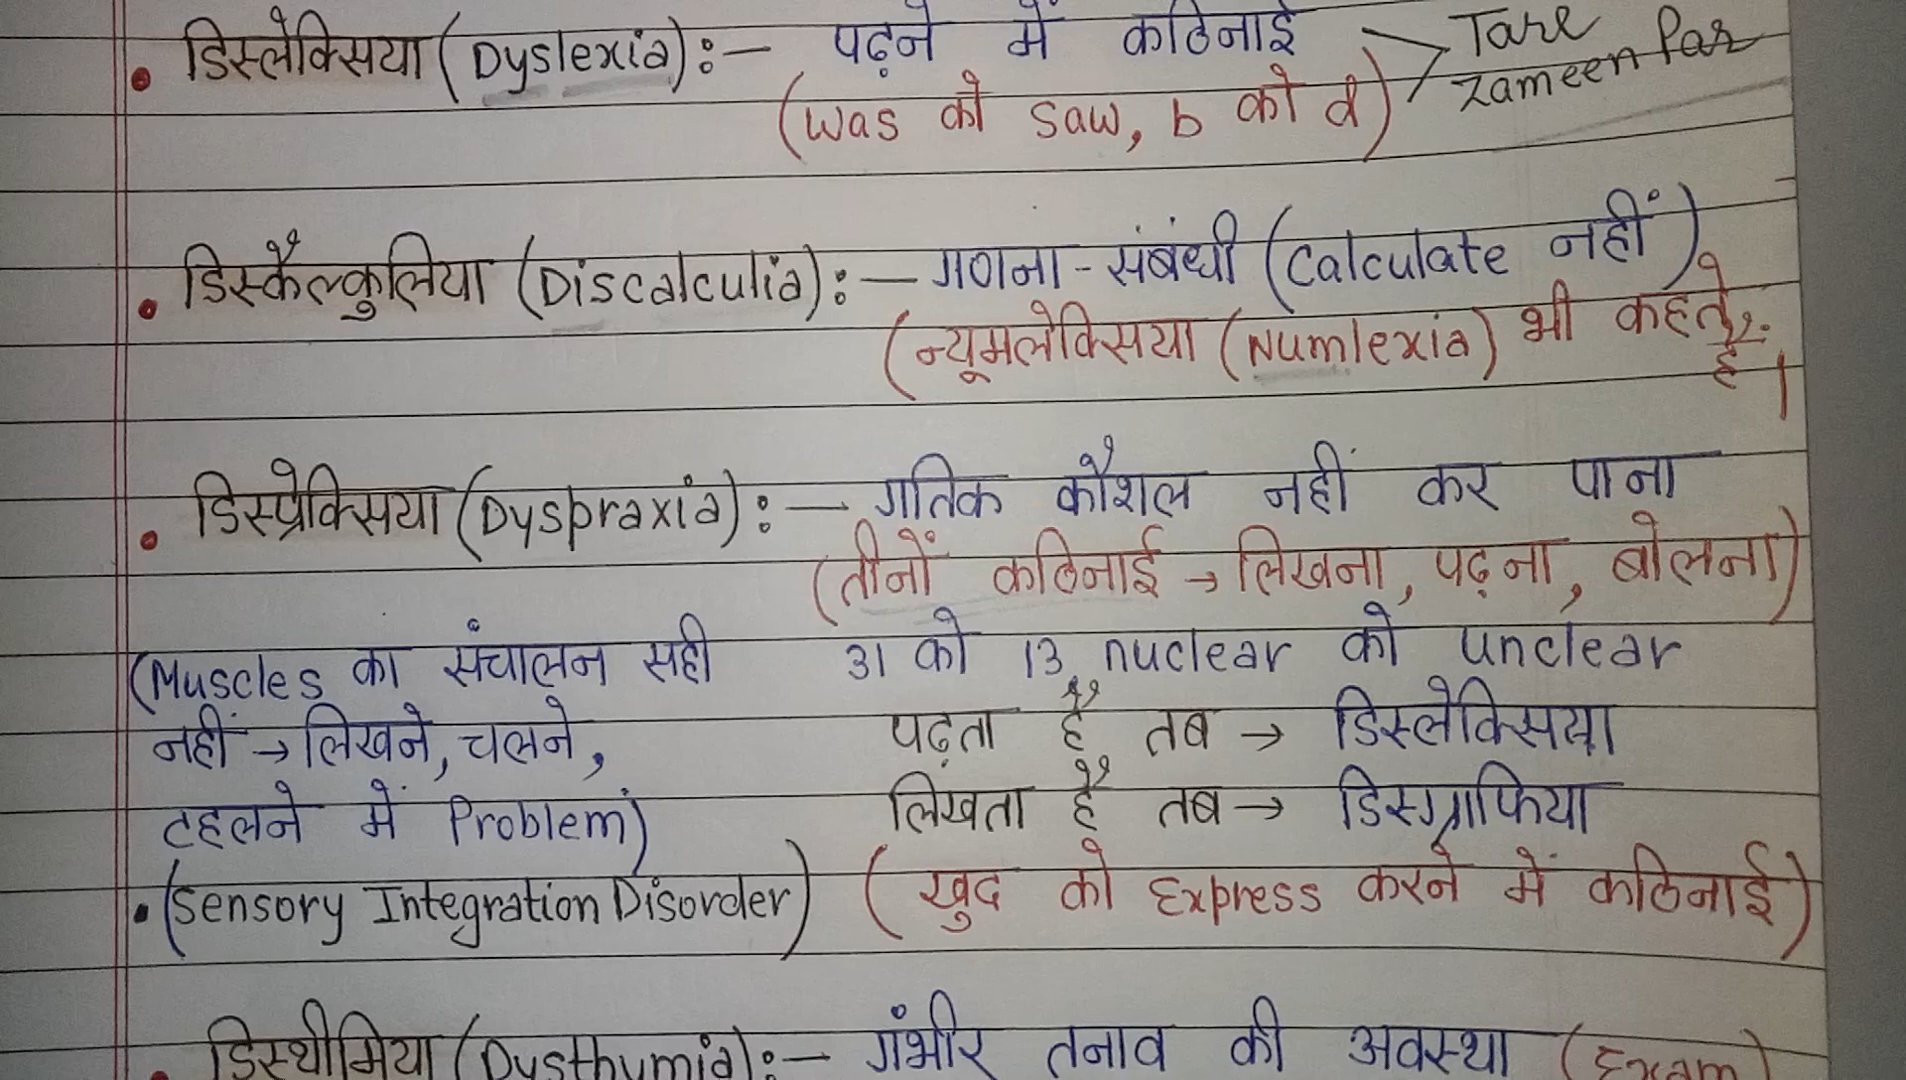 • डिस्लेक्सिया (Dyslexia):— पढ़ने में कठिनाई > Tare Zameen Par
(was को saw, b को d)
• डिस्कैल्कुलिया (Discalculia):— गणना-संबंधी (Calculate नहीं)
(न्यूमलेक्सिया (Numlexia) भी कहते हैं।
• डिस्प्रेक्सिया (Dyspraxia):— गतिक कौशल नहीं कर पाना
(तीनों कठिनाई → लिखना, पढ़ना, बोलना)
(Muscles का संचालन सही
नहीं → लिखने, चलने,
टहलने में Problem)
• (Sensory Integration Disorder)
31 को 13, nuclear को unclear
पढ़ता है, तब → डिस्लेक्सिया
लिखता है तब → डिसग्राफिया
(खुद को Express करने में कठिनाई)
• डिस्थीमिया (Dysthymia):— गंभीर तनाव की अवस्था (Exam)